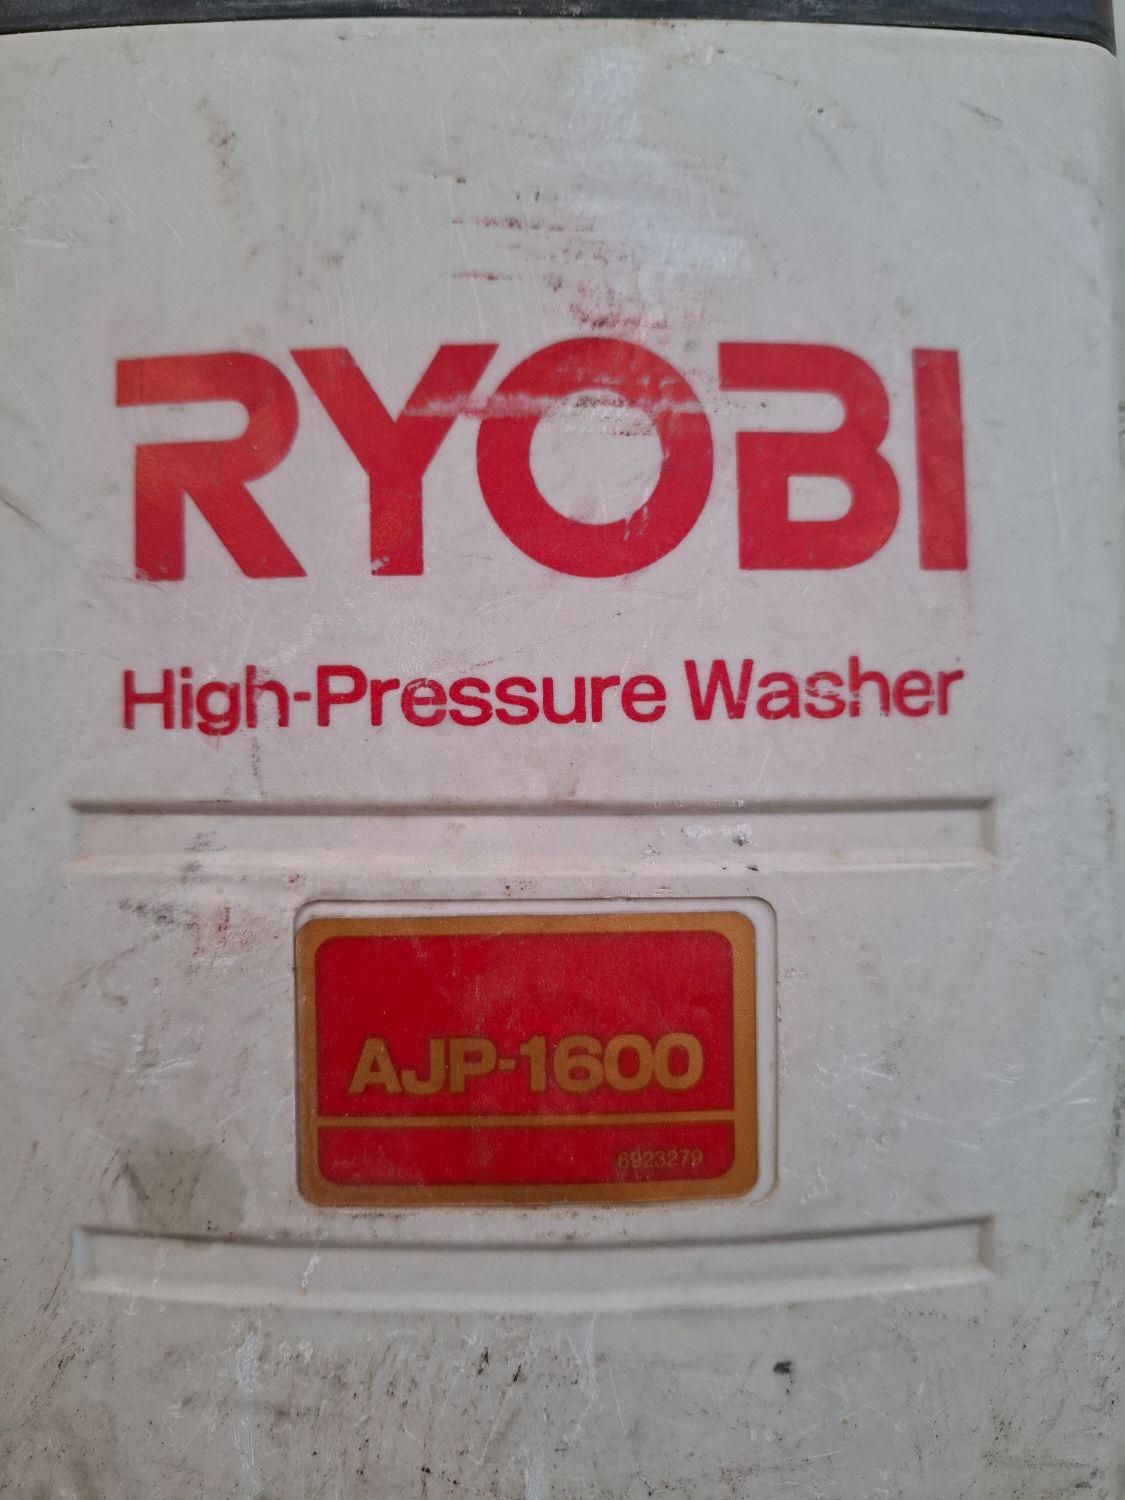 RYOBI
High-Pressure Washer
AJP-1600
6923279